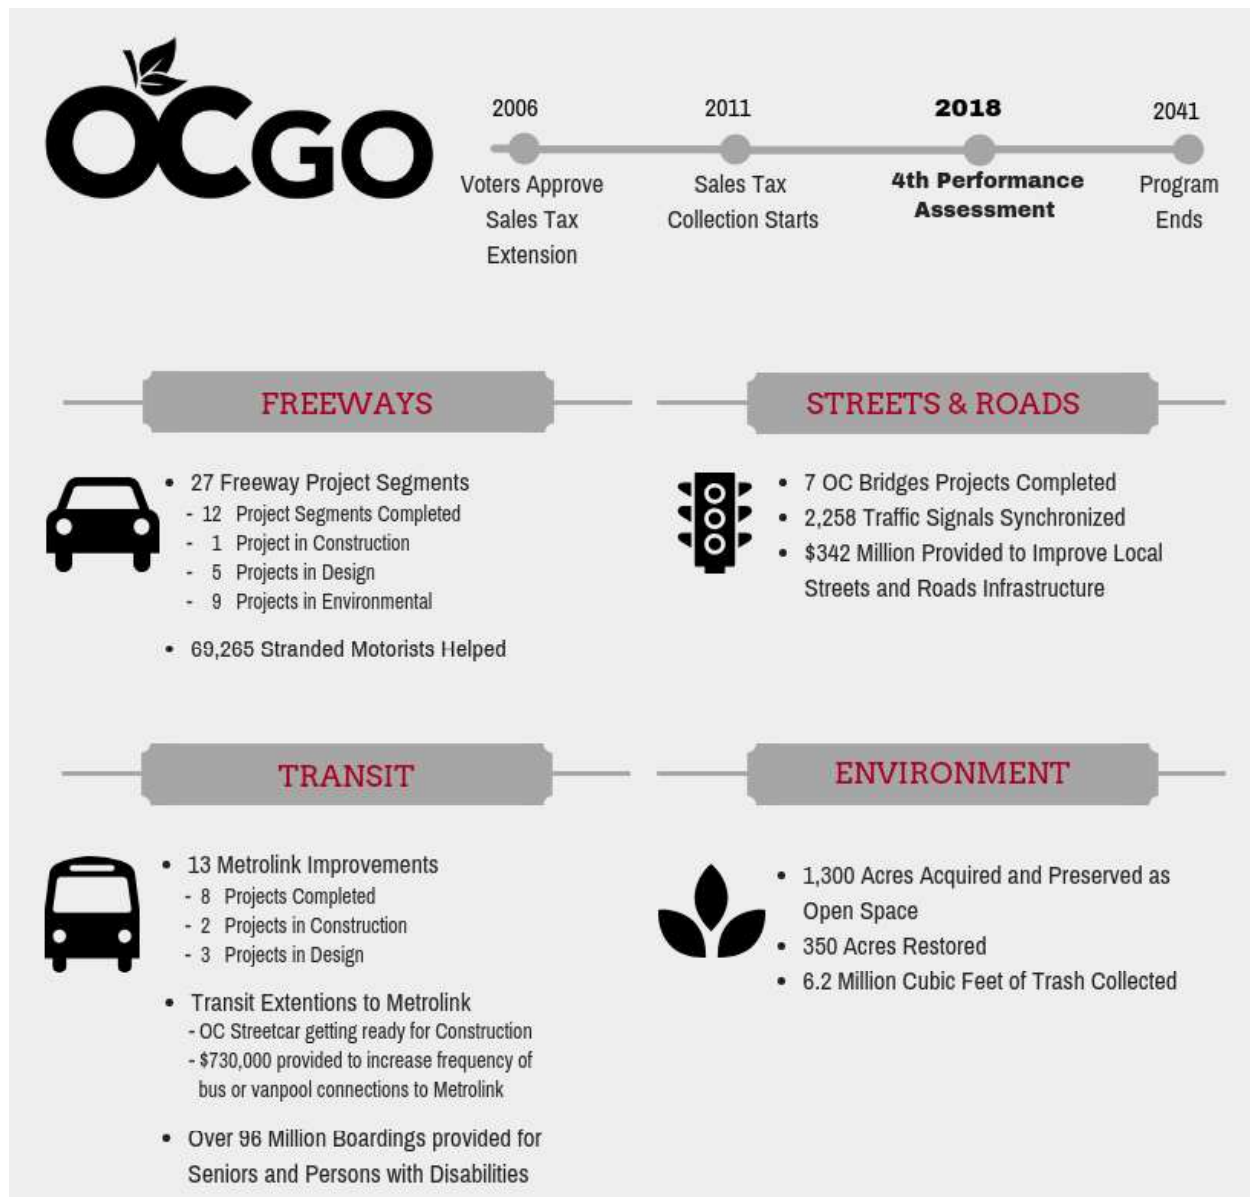 OCGO
2006
Voters Approve
Sales Tax
Extension
2011
Sales Tax
Collection Starts
2018
4th Performance
Assessment
2041
Program
Ends
FREEWAYS
• 27 Freeway Project Segments
- 12 Project Segments Completed
- 1 Project in Construction
- 5 Projects in Design
- 9 Projects in Environmental
• 69,265 Stranded Motorists Helped
STREETS & ROADS
• 7 OC Bridges Projects Completed
• 2,258 Traffic Signals Synchronized
• $342 Million Provided to Improve Local
Streets and Roads Infrastructure
TRANSIT
• 13 Metrolink Improvements
- 8 Projects Completed
- 2 Projects in Construction
- 3 Projects in Design
• Transit Extentions to Metrolink
- OC Streetcar getting ready for Construction
- $730,000 provided to increase frequency of
bus or vanpool connections to Metrolink
• Over 96 Million Boardings provided for
Seniors and Persons with Disabilities
ENVIRONMENT
• 1,300 Acres Acquired and Preserved as
Open Space
• 350 Acres Restored
• 6.2 Million Cubic Feet of Trash Collected